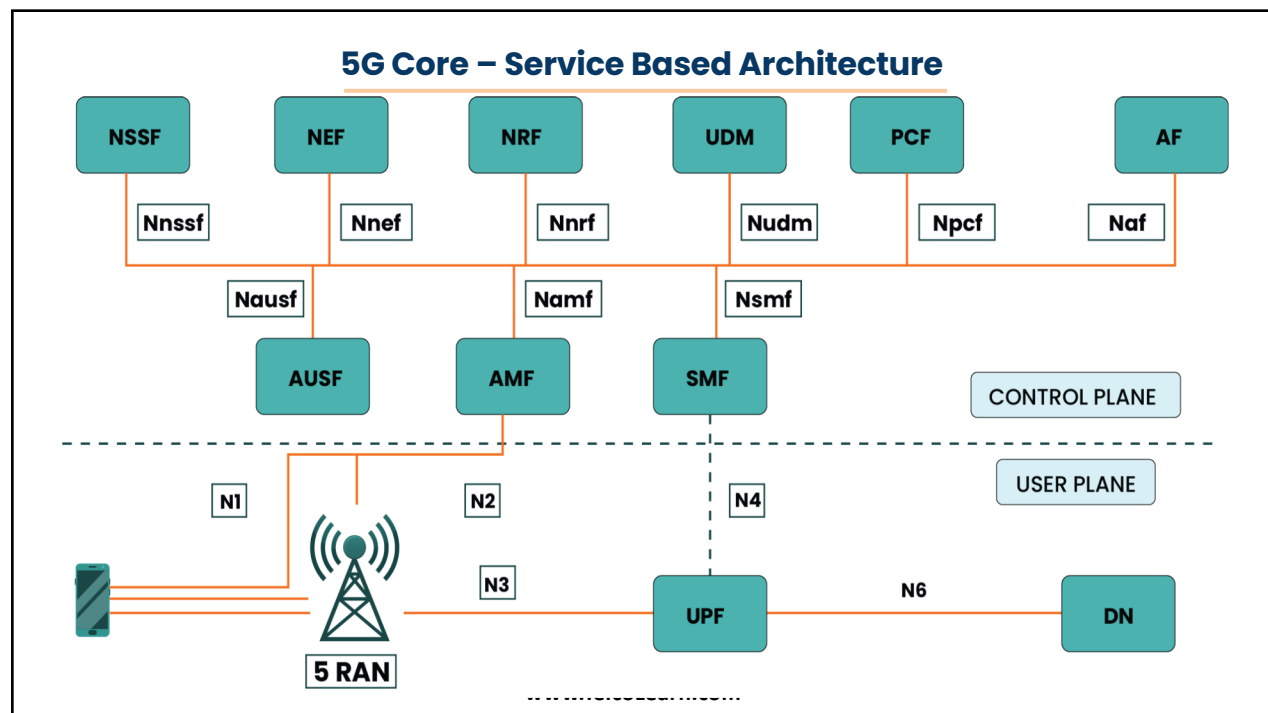 5G Core – Service Based Architecture
NSSF
NEF
NRF
UDM
PCF
AF
Nnssf
Nnef
Nnrf
Nudm
Npcf
Naf
Nausf
Namf
Nsmf
AUSF
AMF
SMF
CONTROL PLANE
USER PLANE
N1
N2
N4
N3
N6
UPF
DN
5 RAN